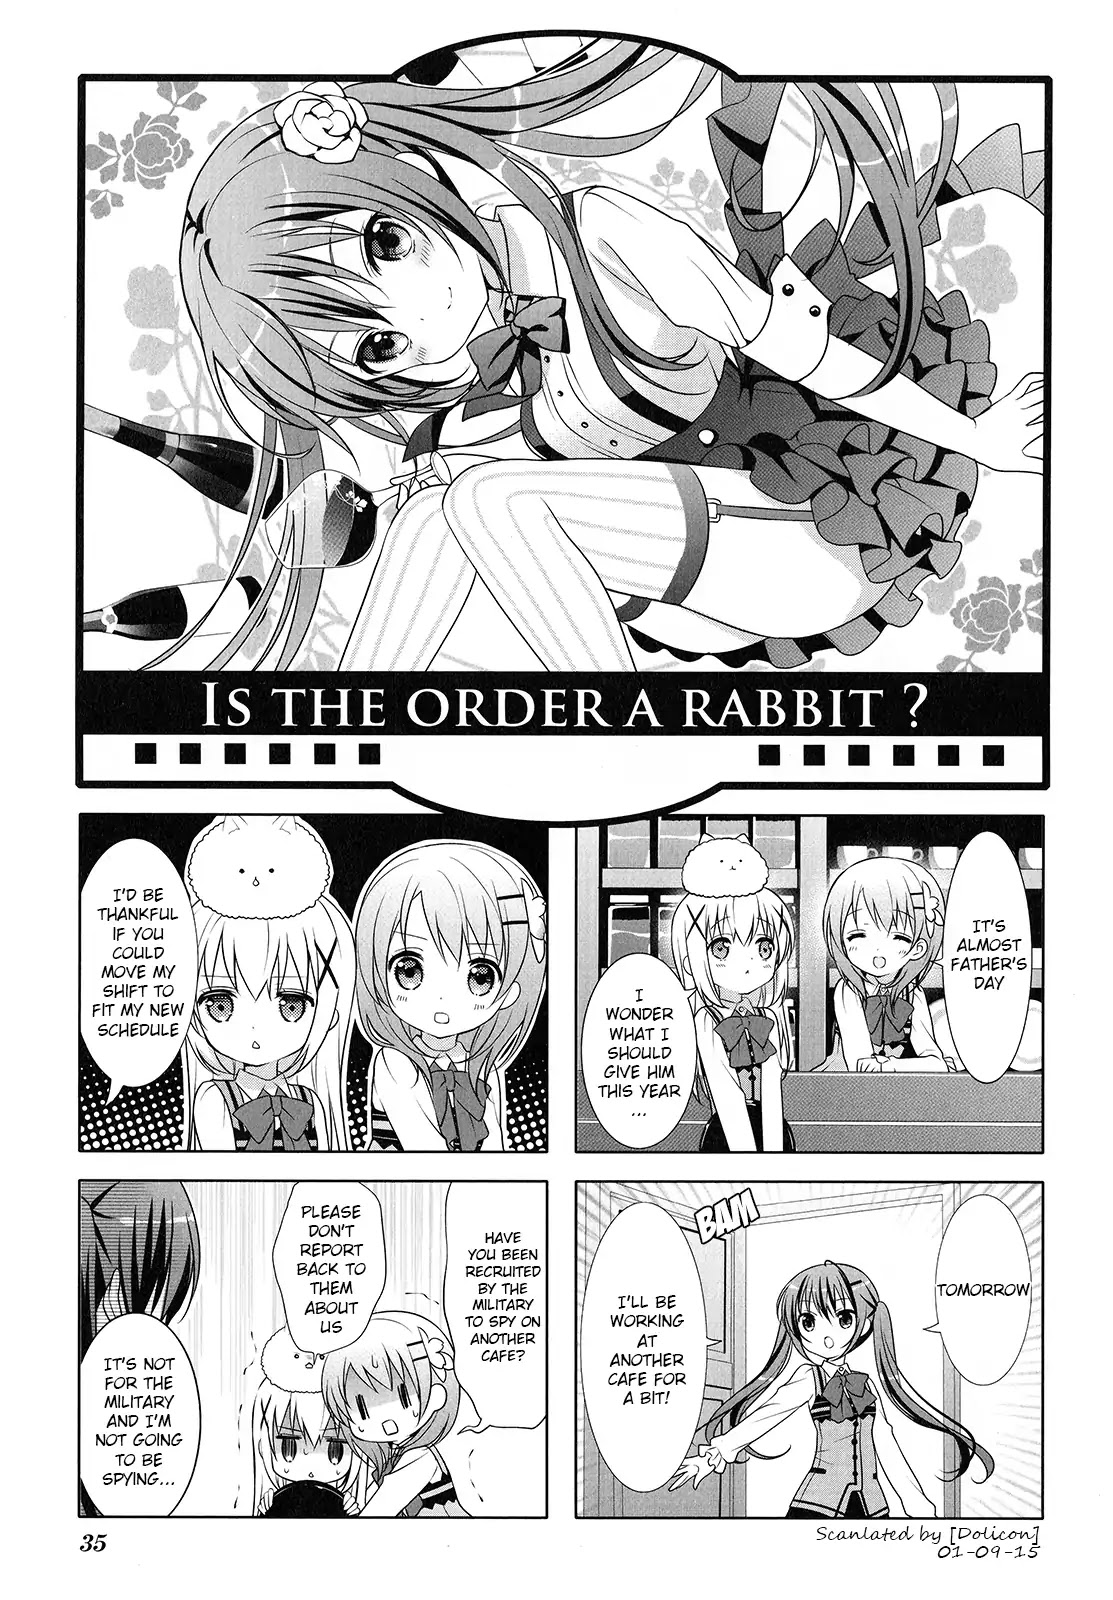 IS THE ORDER A RABBIT ?
IT'S
ALMOST
FATHER'S
DAY
I
WONDER
WHAT I
SHOULD
GIVE HIM
THIS YEAR
...
BAM
TOMORROW
I'LL BE
WORKING
AT
ANOTHER
CAFE FOR
A BIT!
I'D BE
THANKFUL
IF YOU
COULD
MOVE MY
SHIFT TO
FIT MY NEW
SCHEDULE
HAVE
YOU BEEN
RECRUITED
BY THE
MILITARY
TO SPY ON
ANOTHER
CAFE?
PLEASE
DON'T
REPORT
BACK TO
THEM
ABOUT
US
IT'S NOT
FOR THE
MILITARY
AND I'M
NOT GOING
TO BE
SPYING...
35
Scanlated by [Dolicon]
01-09-15